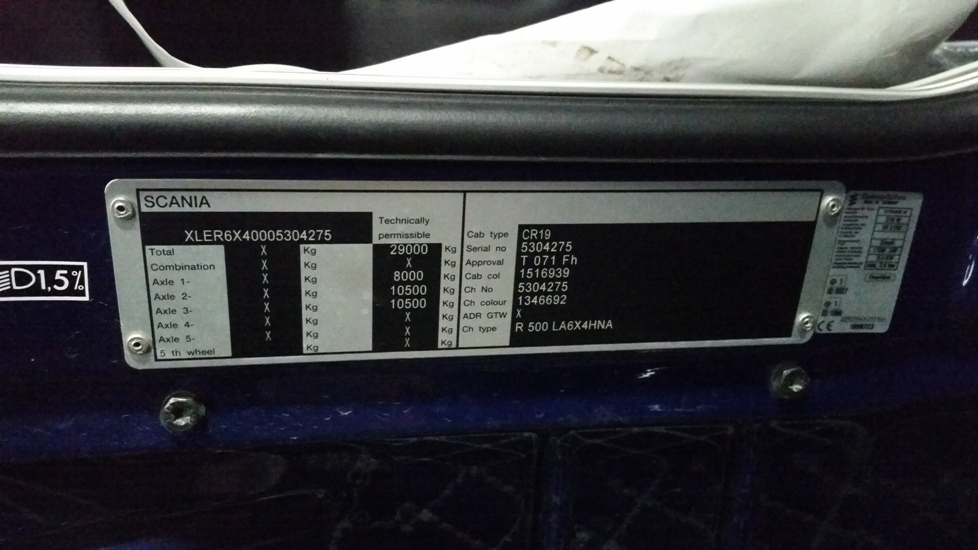 SCANIA
XLER6X40005304275
Technically
permissible
Total X Kg 29000 Kg
Combination X Kg X Kg
Axle 1- X Kg 8000 Kg
Axle 2- X Kg 10500 Kg
Axle 3- X Kg 10500 Kg
Axle 4- X Kg X Kg
Axle 5- X Kg X Kg
5 th wheel Kg X Kg
Cab type CR19
Serial no 5304275
Approval T 071 Fh
Cab col 1516939
Ch No 5304275
Ch colour 1346692
ADR GTW X
Ch type R 500 LA6X4HNA
D1,5%
CE